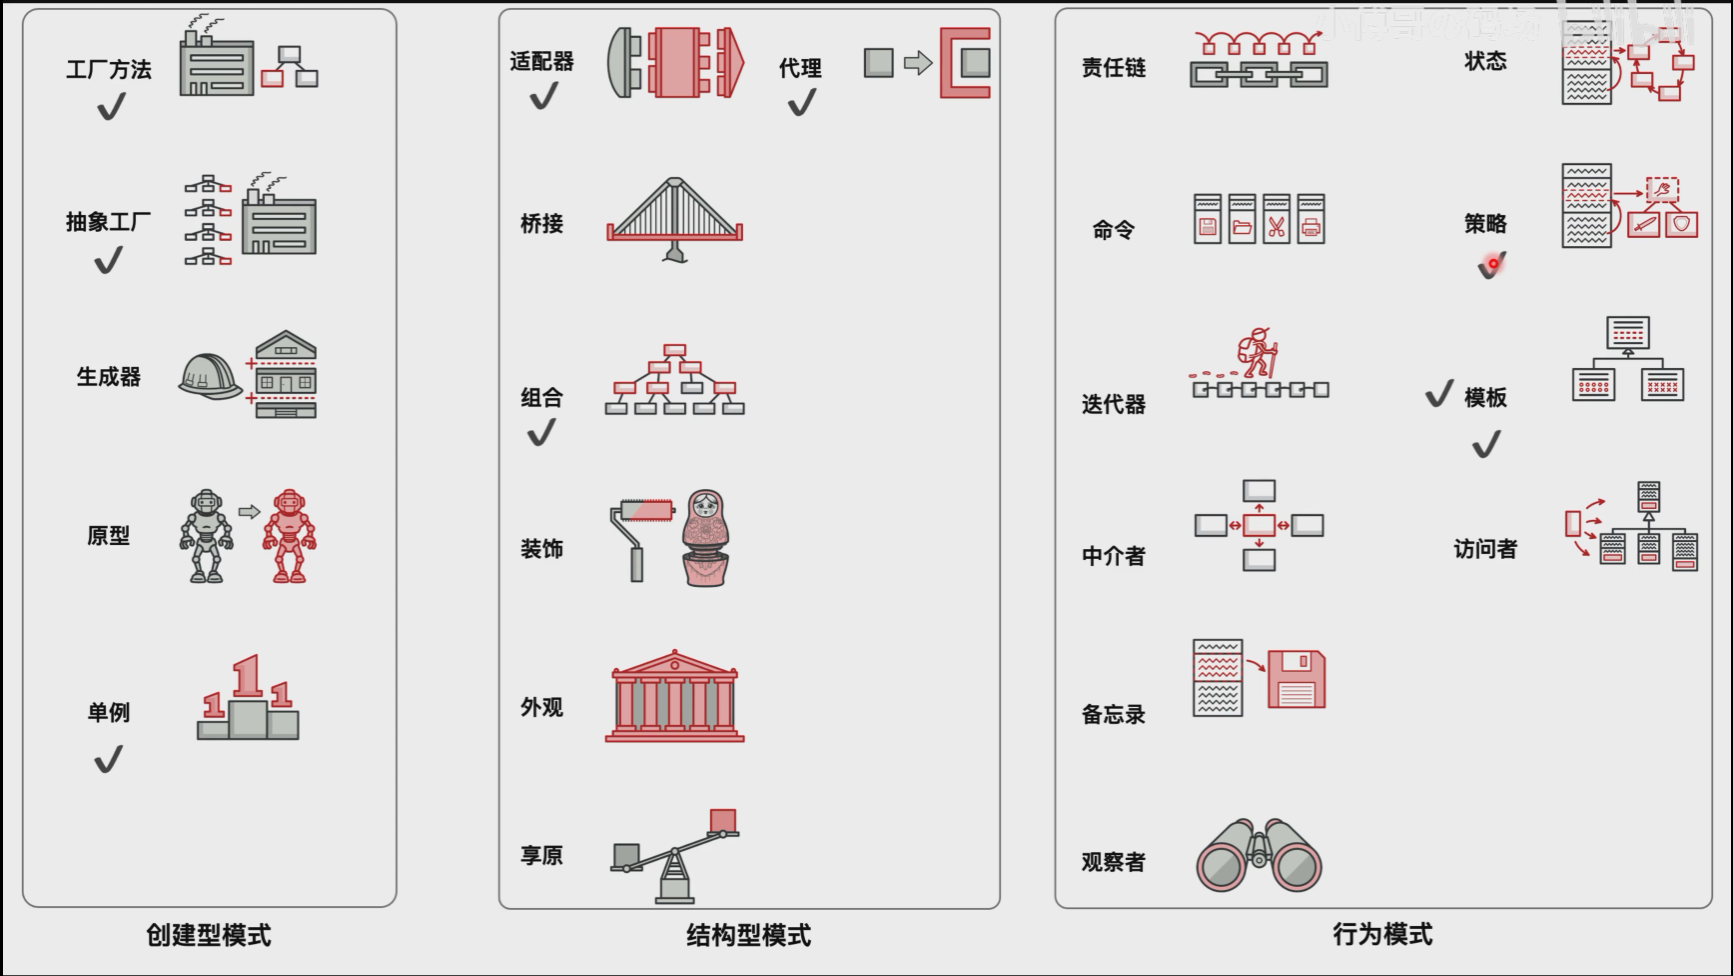 工厂方法
抽象工厂
生成器
原型
单例
创建型模式
适配器
代理
桥接
组合
装饰
外观
享原
结构型模式
责任链
状态
命令
策略
迭代器
模板
中介者
访问者
备忘录
观察者
行为模式